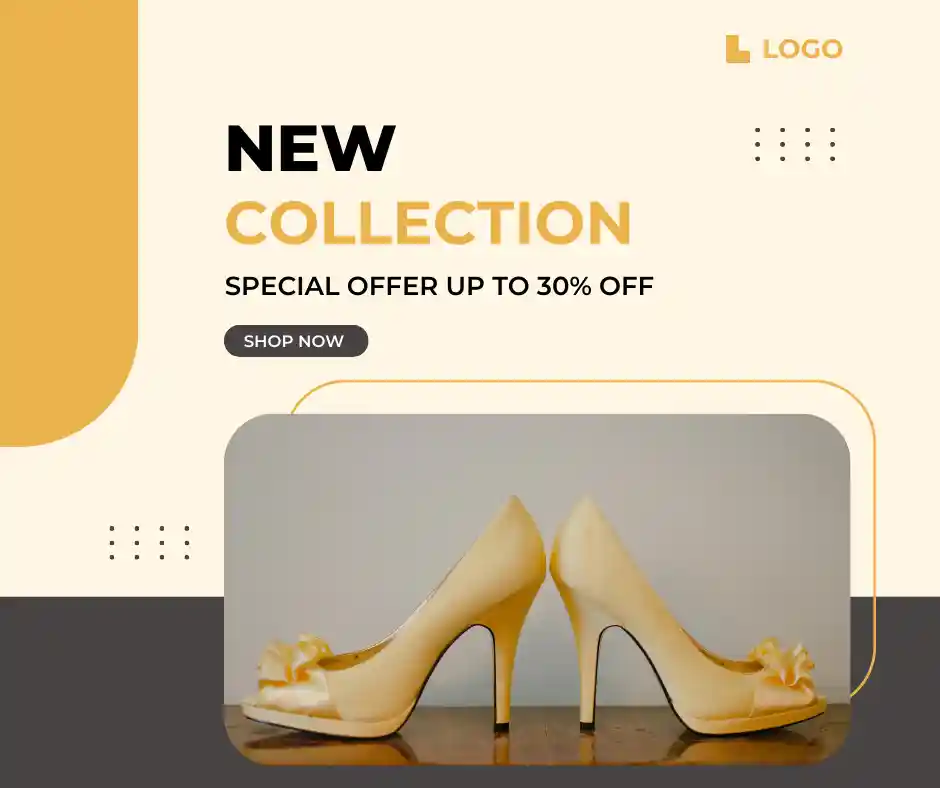 LOGO
NEW
COLLECTION
SPECIAL OFFER UP TO 30% OFF
SHOP NOW